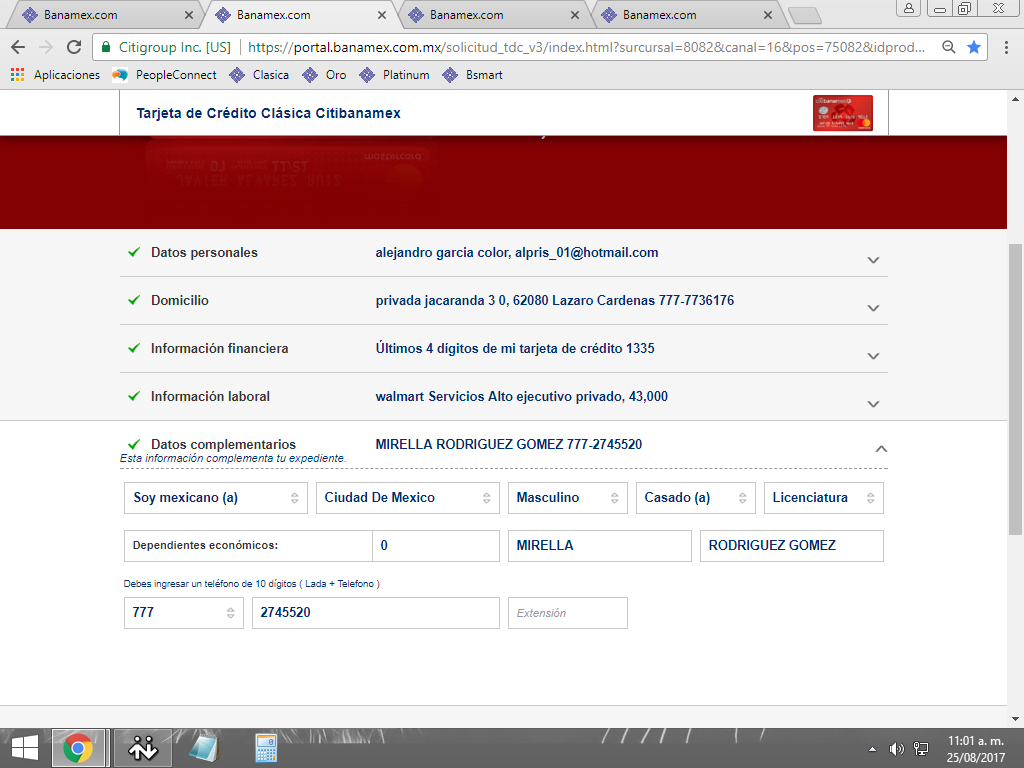 Banamex.com
Banamex.com
Banamex.com
Banamex.com
Citigroup Inc. [US]
https://portal.banamex.com.mx/solicitud_tdc_v3/index.html?surcursal=8082&canal=16&pos=75082&idprod...
Aplicaciones
PeopleConnect
Clasica
Oro
Platinum
Bsmart
Tarjeta de Crédito Clásica Citibanamex
Datos personales
alejandro garcia color, alpris_01@hotmail.com
Domicilio
privada jacaranda 3 0, 62080 Lazaro Cardenas 777-7736176
Información financiera
Últimos 4 dígitos de mi tarjeta de crédito 1335
Información laboral
walmart Servicios Alto ejecutivo privado, 43,000
Datos complementarios
MIRELLA RODRIGUEZ GOMEZ 777-2745520
Esta información complementa tu expediente.
Soy mexicano (a)
Ciudad De Mexico
Masculino
Casado (a)
Licenciatura
Dependientes económicos:
0
MIRELLA
RODRIGUEZ GOMEZ
Debes ingresar un teléfono de 10 dígitos ( Lada + Telefono )
777
2745520
Extensión
11:01 a. m.
25/08/2017